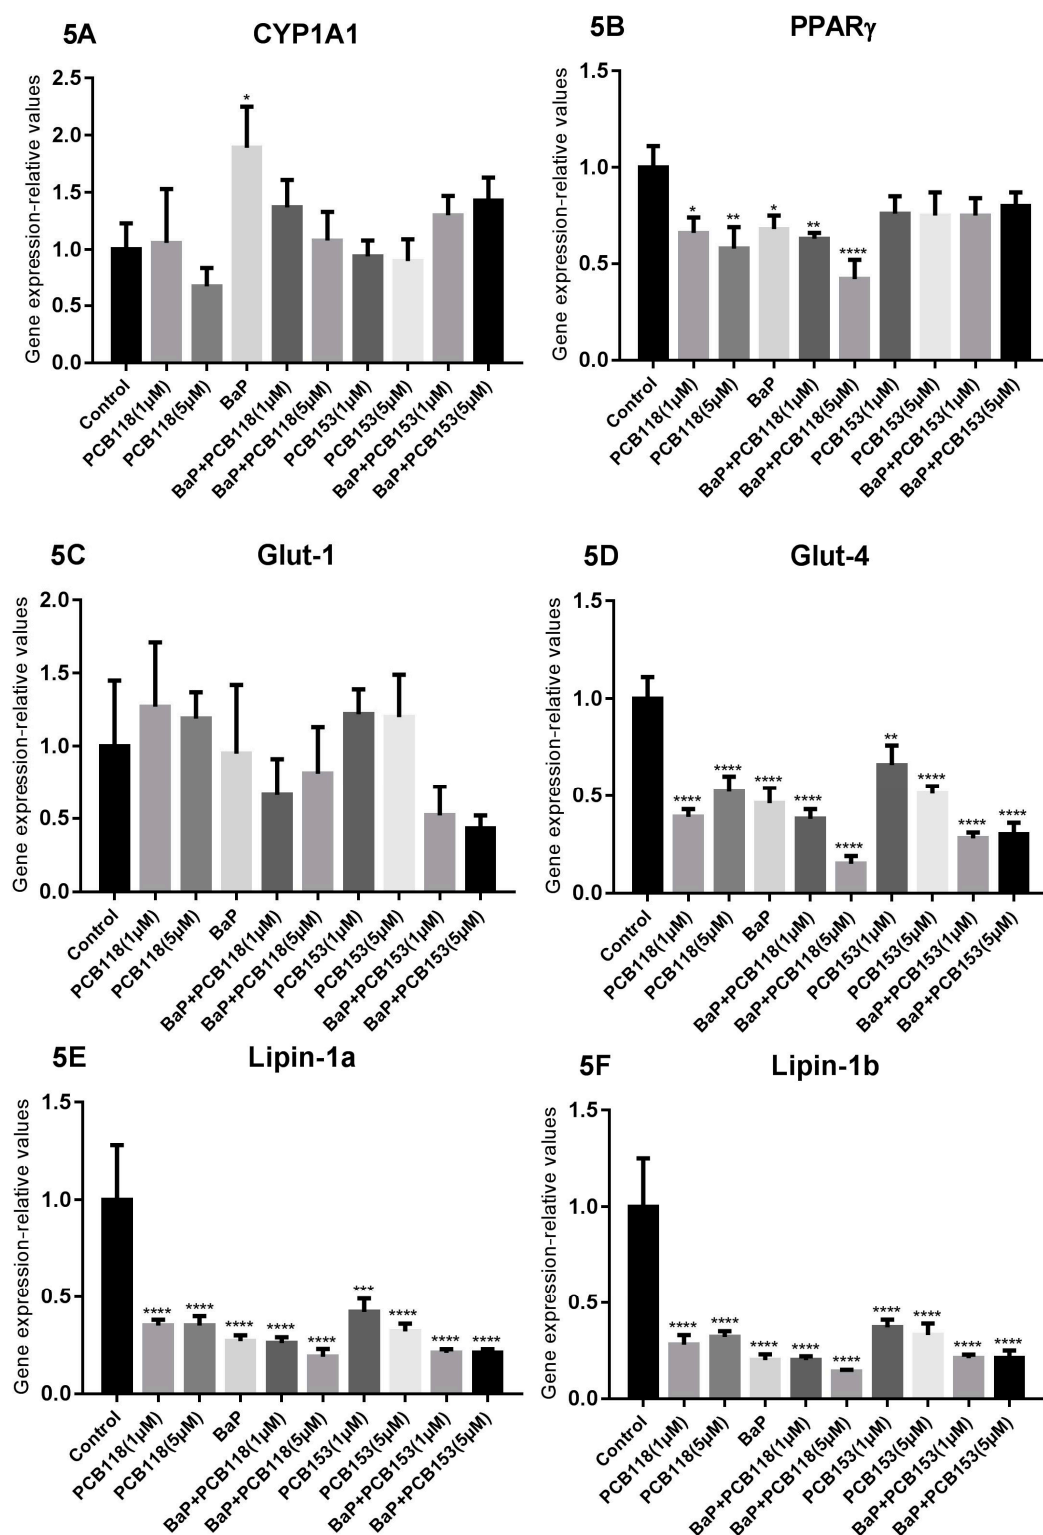 5A CYP1A1
Gene expression-relative values
2.5
2.0
1.5
1.0
0.5
0.0
*
Control
PCB118(1µM)
PCB118(5µM)
BaP
BaP+PCB118(1µM)
BaP+PCB118(5µM)
PCB153(1µM)
PCB153(5µM)
BaP+PCB153(1µM)
BaP+PCB153(5µM)
5B PPARγ
Gene expression-relative values
1.5
1.0
0.5
0.0
*
**
*
**
****
Control
PCB118(1µM)
PCB118(5µM)
BaP
BaP+PCB118(1µM)
BaP+PCB118(5µM)
PCB153(1µM)
PCB153(5µM)
BaP+PCB153(1µM)
BaP+PCB153(5µM)
5C Glut-1
Gene expression-relative values
2.0
1.5
1.0
0.5
0.0
Control
PCB118(1µM)
PCB118(5µM)
BaP
BaP+PCB118(1µM)
BaP+PCB118(5µM)
PCB153(1µM)
PCB153(5µM)
BaP+PCB153(1µM)
BaP+PCB153(5µM)
5D Glut-4
Gene expression-relative values
1.5
1.0
0.5
0.0
****
****
****
****
****
**
****
****
****
Control
PCB118(1µM)
PCB118(5µM)
BaP
BaP+PCB118(1µM)
BaP+PCB118(5µM)
PCB153(1µM)
PCB153(5µM)
BaP+PCB153(1µM)
BaP+PCB153(5µM)
5E Lipin-1a
Gene expression-relative values
1.5
1.0
0.5
0.0
****
****
****
****
****
***
****
****
****
Control
PCB118(1µM)
PCB118(5µM)
BaP
BaP+PCB118(1µM)
BaP+PCB118(5µM)
PCB153(1µM)
PCB153(5µM)
BaP+PCB153(1µM)
BaP+PCB153(5µM)
5F Lipin-1b
Gene expression-relative values
1.5
1.0
0.5
0.0
****
****
****
****
****
****
****
****
****
Control
PCB118(1µM)
PCB118(5µM)
BaP
BaP+PCB118(1µM)
BaP+PCB118(5µM)
PCB153(1µM)
PCB153(5µM)
BaP+PCB153(1µM)
BaP+PCB153(5µM)